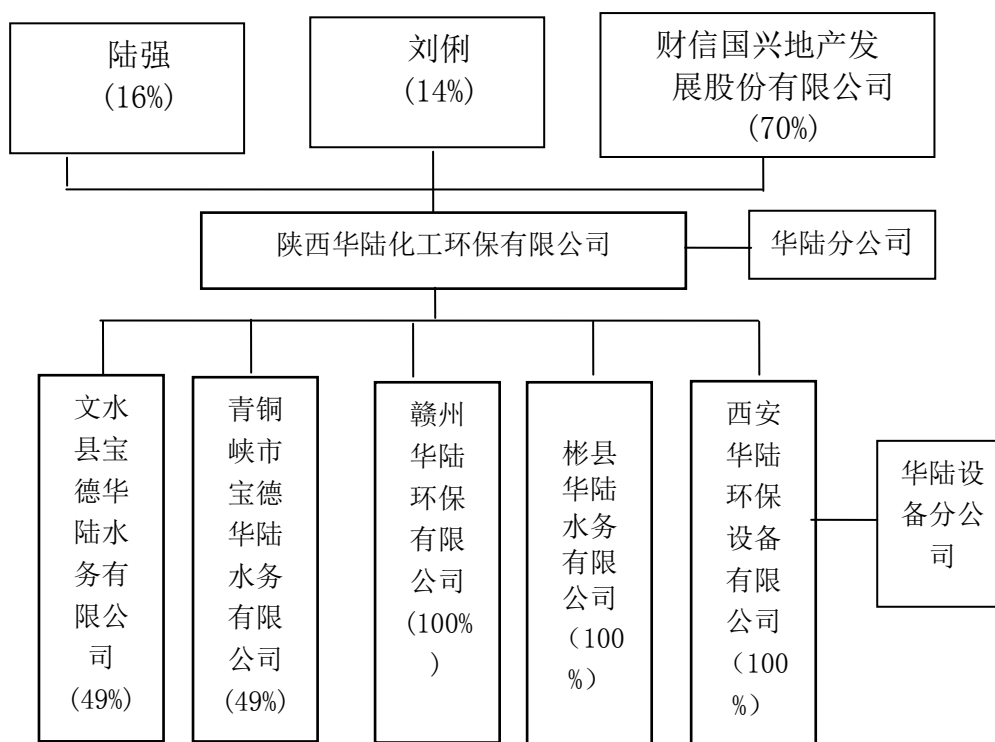 陆强
(16%)
刘俐
(14%)
财信国兴地产发
展股份有限公司
(70%)
陕西华陆化工环保有限公司
华陆分公司
文水
县宝
德华
陆水
务有
限公
司
(49%)
青铜
峡市
宝德
华陆
水务
有限
公司
(49%)
赣州
华陆
环保
有限
公司
(100%
)
彬县
华陆
水务
有限
公司
（100
%）
西安
华陆
环保
设备
有限
公司
（100
%）
华陆设
备分公
司